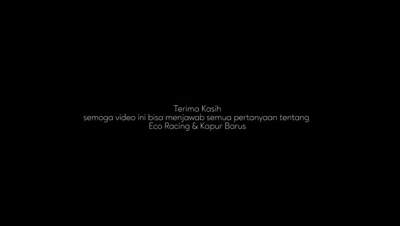 Terima Kasih
semoga video ini bisa menjawab semua pertanyaan tentang
Eco Racing & Kapur Barus